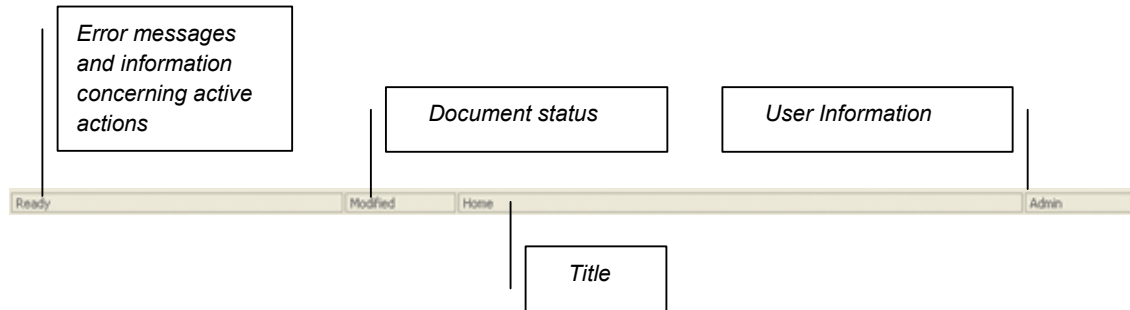 Error messages
and information
concerning active
actions
Document status
User Information
Ready
Modified
Home
Admin
Title